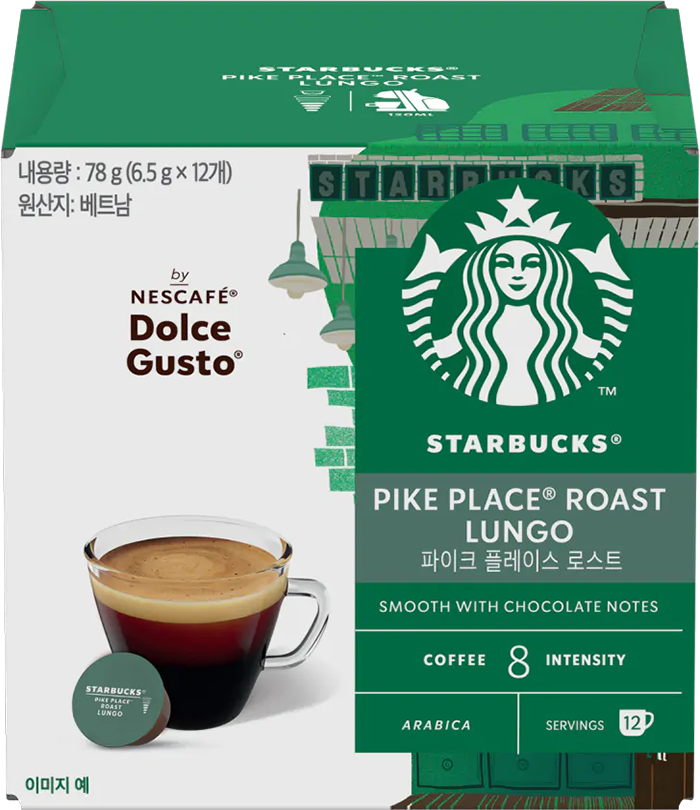 STARBUCKS®
PIKE PLACE™ ROAST
LUNGO
120ML
내용량 : 78 g (6.5 g × 12개)
원산지: 베트남
STARBUCKS
by
NESCAFÉ®
Dolce
Gusto®
TM
STARBUCKS®
PIKE PLACE® ROAST
LUNGO
파이크 플레이스 로스트
SMOOTH WITH CHOCOLATE NOTES
COFFEE 8 INTENSITY
ARABICA
SERVINGS 12
STARBUCKS®
PIKE PLACE®
ROAST
LUNGO
이미지 예